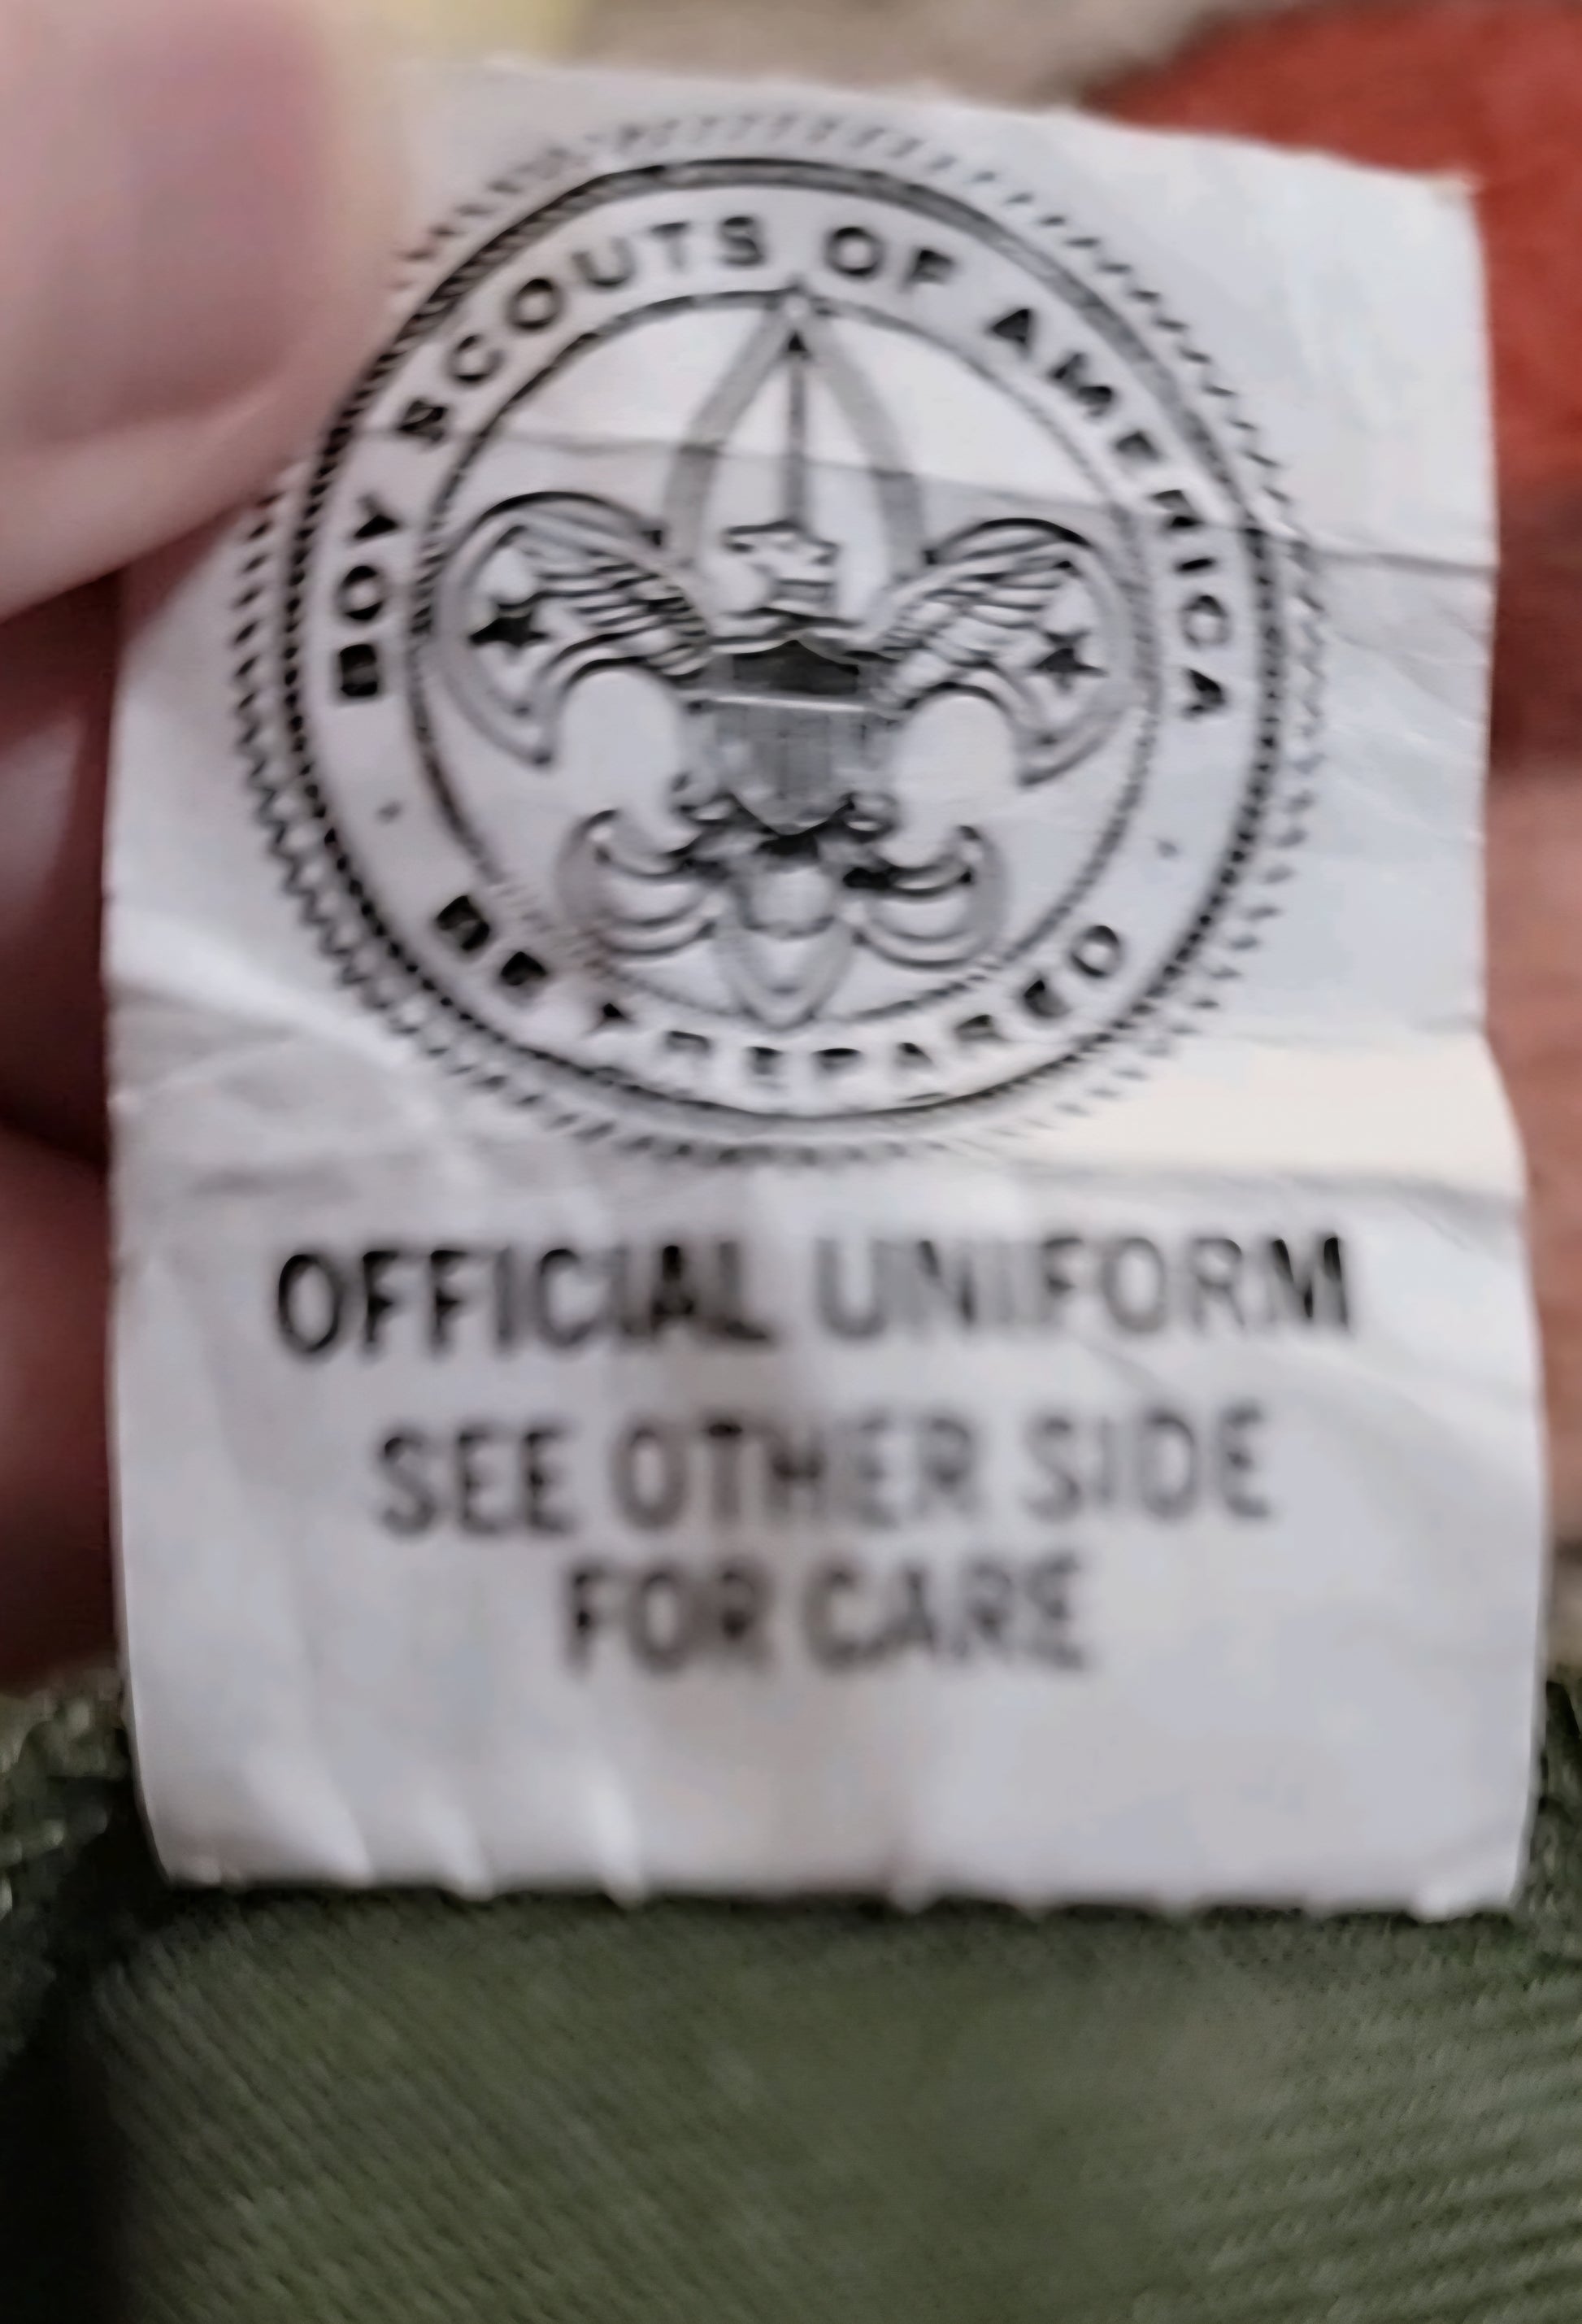 BOY SCOUTS OF AMERICA
BE PREPARED
OFFICIAL UNIFORM
SEE OTHER SIDE
FOR CARE